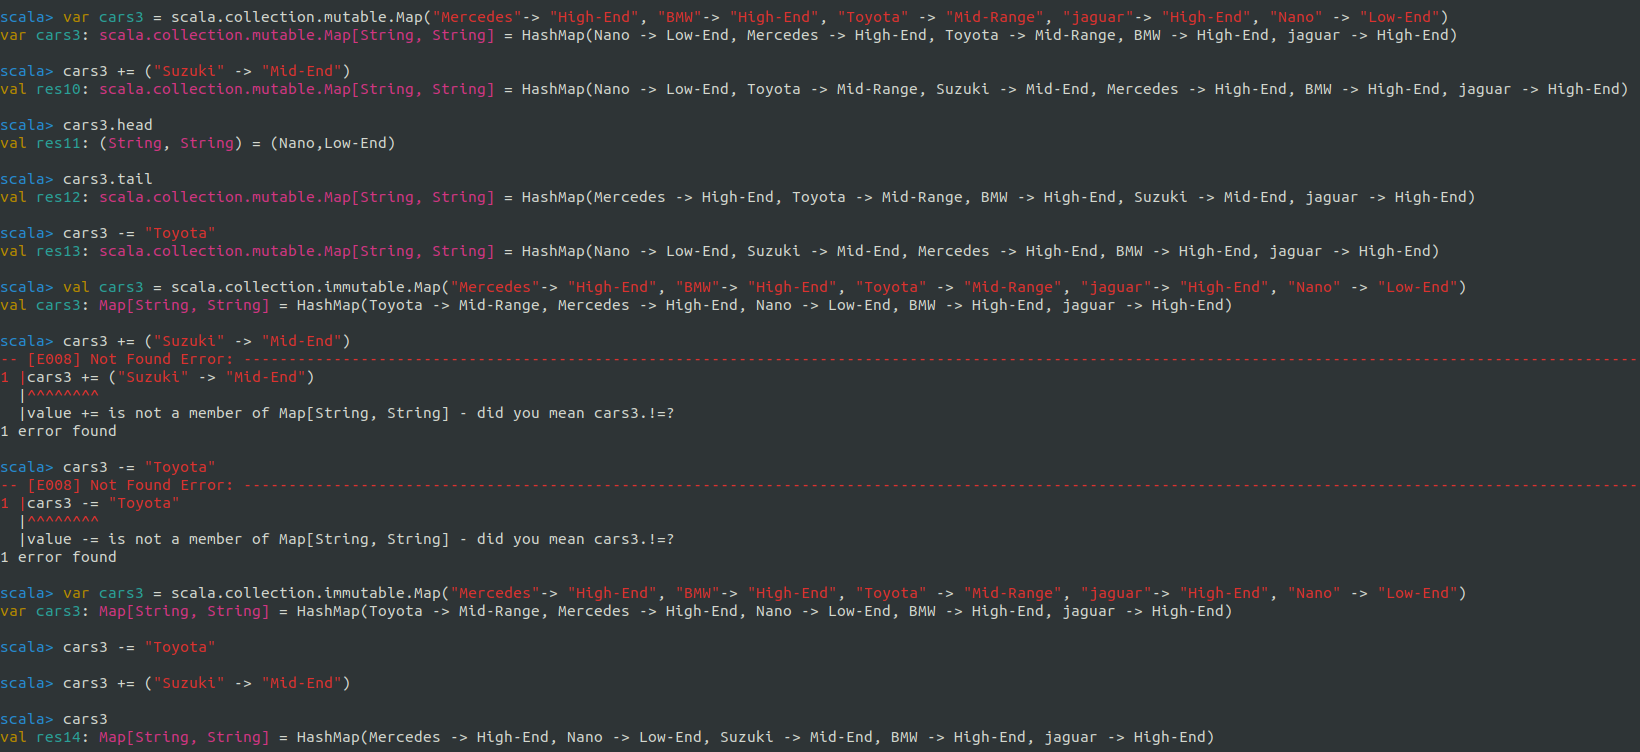 scala> var cars3 = scala.collection.mutable.Map("Mercedes"-> "High-End", "BMW"-> "High-End", "Toyota" -> "Mid-Range", "jaguar"-> "High-End", "Nano" -> "Low-End")
var cars3: scala.collection.mutable.Map[String, String] = HashMap(Nano -> Low-End, Mercedes -> High-End, Toyota -> Mid-Range, BMW -> High-End, jaguar -> High-End)
scala> cars3 += ("Suzuki" -> "Mid-End")
val res10: scala.collection.mutable.Map[String, String] = HashMap(Nano -> Low-End, Toyota -> Mid-Range, Suzuki -> Mid-End, Mercedes -> High-End, BMW -> High-End, jaguar -> High-End)
scala> cars3.head
val res11: (String, String) = (Nano,Low-End)
scala> cars3.tail
val res12: scala.collection.mutable.Map[String, String] = HashMap(Mercedes -> High-End, Toyota -> Mid-Range, BMW -> High-End, Suzuki -> Mid-End, jaguar -> High-End)
scala> cars3 -= "Toyota"
val res13: scala.collection.mutable.Map[String, String] = HashMap(Nano -> Low-End, Suzuki -> Mid-End, Mercedes -> High-End, BMW -> High-End, jaguar -> High-End)
scala> val cars3 = scala.collection.immutable.Map("Mercedes"-> "High-End", "BMW"-> "High-End", "Toyota" -> "Mid-Range", "jaguar"-> "High-End", "Nano" -> "Low-End")
val cars3: Map[String, String] = HashMap(Toyota -> Mid-Range, Mercedes -> High-End, Nano -> Low-End, BMW -> High-End, jaguar -> High-End)
scala> cars3 += ("Suzuki" -> "Mid-End")
-- [E008] Not Found Error: ------------------------------------------------------------------------------------------------------------------------------------------------------------
1 |cars3 += ("Suzuki" -> "Mid-End")
  |^^^^^^^^
  |value += is not a member of Map[String, String] - did you mean cars3.!=?
1 error found
scala> cars3 -= "Toyota"
-- [E008] Not Found Error: ------------------------------------------------------------------------------------------------------------------------------------------------------------
1 |cars3 -= "Toyota"
  |^^^^^^^^
  |value -= is not a member of Map[String, String] - did you mean cars3.!=?
1 error found
scala> var cars3 = scala.collection.immutable.Map("Mercedes"-> "High-End", "BMW"-> "High-End", "Toyota" -> "Mid-Range", "jaguar"-> "High-End", "Nano" -> "Low-End")
var cars3: Map[String, String] = HashMap(Toyota -> Mid-Range, Mercedes -> High-End, Nano -> Low-End, BMW -> High-End, jaguar -> High-End)
scala> cars3 -= "Toyota"
scala> cars3 += ("Suzuki" -> "Mid-End")
scala> cars3
val res14: Map[String, String] = HashMap(Mercedes -> High-End, Nano -> Low-End, Suzuki -> Mid-End, BMW -> High-End, jaguar -> High-End)